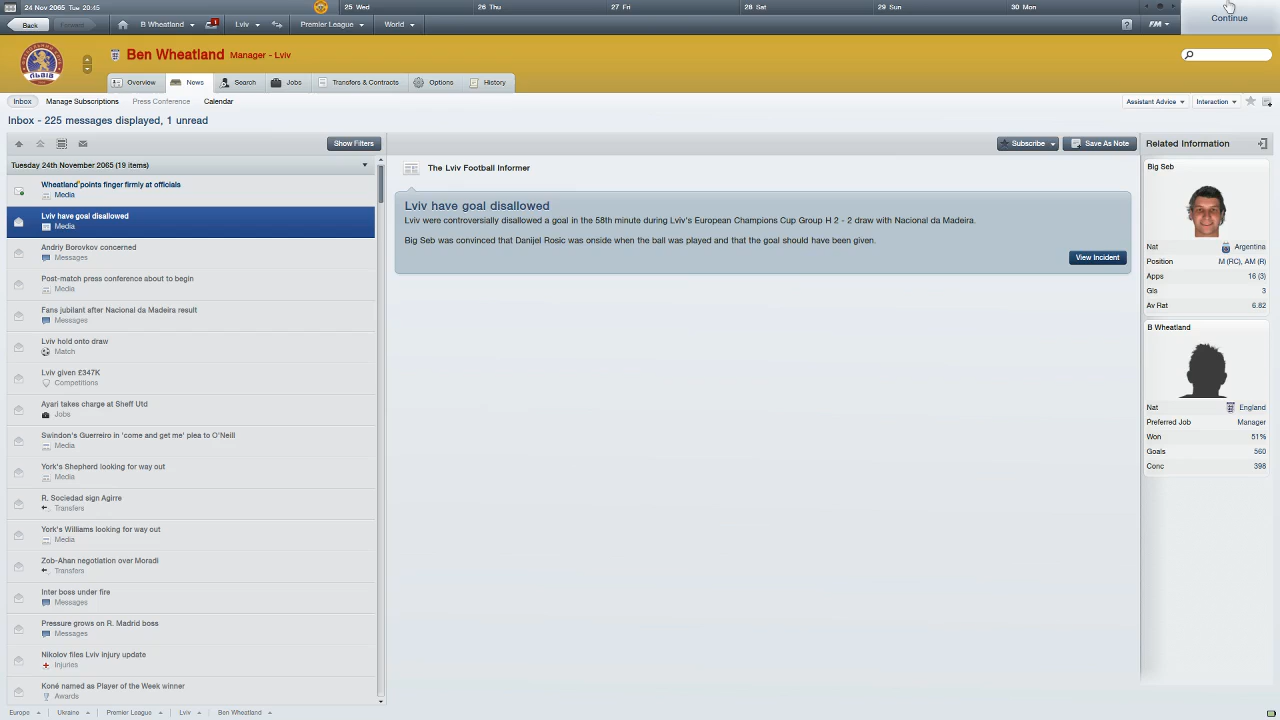 24 Nov 2065 Tue 20:45
25 Wed
26 Thu
27 Fri
28 Sat
29 Sun
30 Mon
Back
Forward
B Wheatland
1
Lviv
Premier League
World
?
FM
Continue
Ben Wheatland
Manager - Lviv
Overview
News
Search
Jobs
Transfers & Contracts
Options
History
Inbox
Manage Subscriptions
Press Conference
Calendar
Assistant Advice
Interaction
Inbox - 225 messages displayed, 1 unread
Show Filters
Subscribe
Save As Note
Related Information
Tuesday 24th November 2065 (19 items)
Wheatland points finger firmly at officials
Media
Lviv have goal disallowed
Media
Andriy Borovkov concerned
Messages
Post-match press conference about to begin
Media
Fans jubilant after Nacional da Madeira result
Messages
Lviv hold onto draw
Match
Lviv given £347K
Competitions
Ayari takes charge at Sheff Utd
Jobs
Swindon's Guerreiro in 'come and get me' plea to O'Neill
Media
York's Shepherd looking for way out
Media
R. Sociedad sign Agirre
Transfers
York's Williams looking for way out
Media
Zob-Ahan negotiation over Moradi
Transfers
Inter boss under fire
Messages
Pressure grows on R. Madrid boss
Messages
Nikolov files Lviv injury update
Injuries
Koné named as Player of the Week winner
Awards
The Lviv Football Informer
Lviv have goal disallowed
Lviv were controversially disallowed a goal in the 58th minute during Lviv's European Champions Cup Group H 2 - 2 draw with Nacional da Madeira.
Big Seb was convinced that Danijel Rosic was onside when the ball was played and that the goal should have been given.
View Incident
Big Seb
Nat Argentina
Position M (RC), AM (R)
Apps 16 (3)
Gls 3
Av Rat 6.82
B Wheatland
Nat England
Preferred Job Manager
Won 51%
Goals 560
Conc 398
Europe
Ukraine
Premier League
Lviv
Ben Wheatland